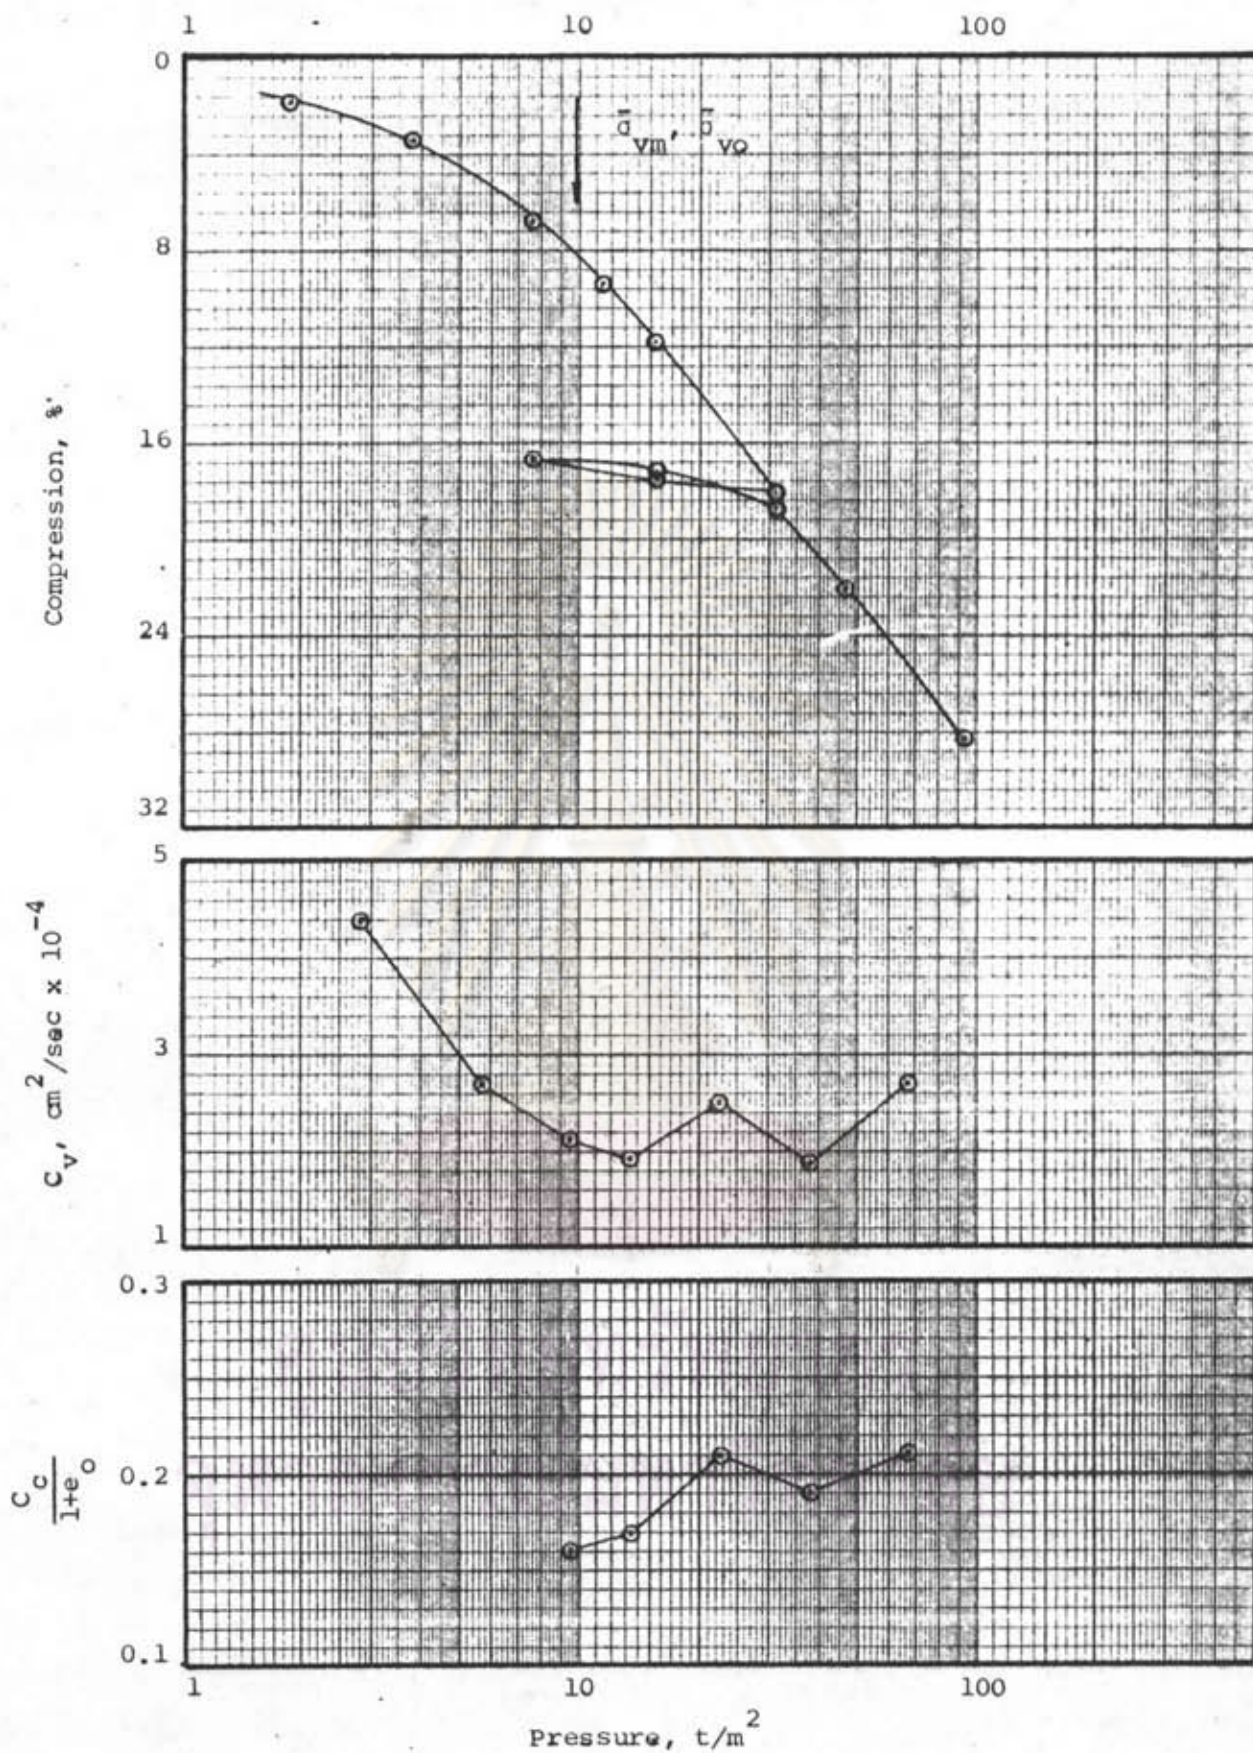 1 10 100
0
σ̄vm, σ̄vo
8
16
24
32
Compression, %
5
3
1
Cv, cm²/sec x 10⁻⁴
0.3
0.2
0.1
Cc
1+eo
1 10 100
Pressure, t/m²